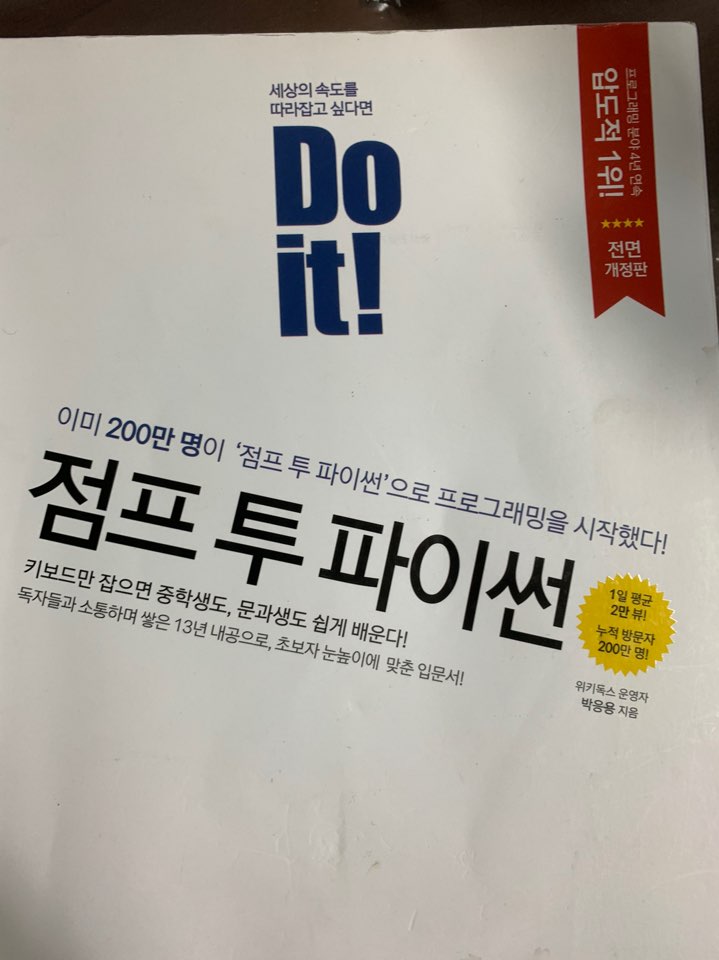 세상의 속도를
따라잡고 싶다면
Do
it!
프로그래밍 분야 4년 연속
압도적 1위!
★★★★
전면
개정판
이미 200만 명이 '점프 투 파이썬'으로 프로그래밍을 시작했다!
점프 투 파이썬
키보드만 잡으면 중학생도, 문과생도 쉽게 배운다!
독자들과 소통하며 쌓은 13년 내공으로, 초보자 눈높이에 맞춘 입문서!
1일 평균
2만 뷰!
누적 방문자
200만 명!
위키독스 운영자
박응용 지음